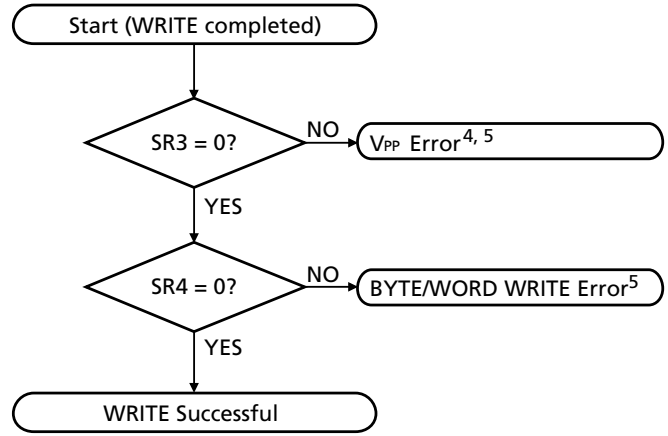 Start (WRITE completed)
SR3 = 0?
NO
VPP Error4, 5
YES
SR4 = 0?
NO
BYTE/WORD WRITE Error5
YES
WRITE Successful